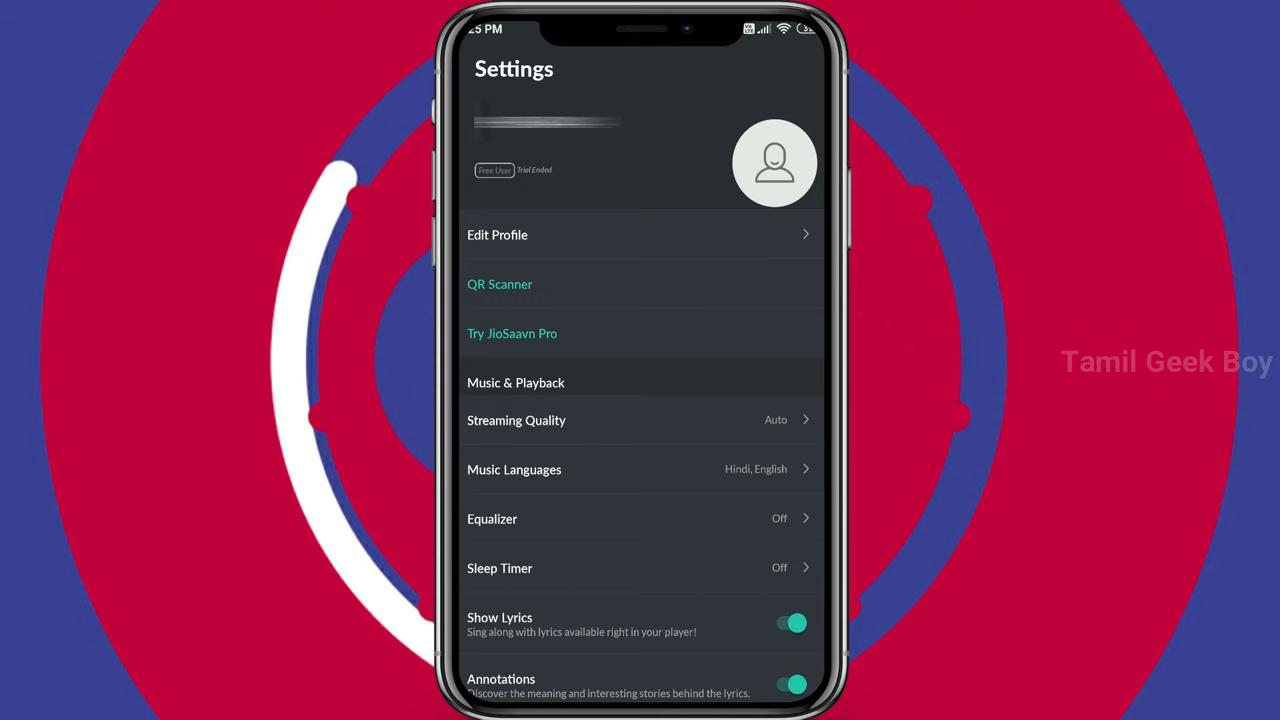 25 PM
Settings
Free User Trial Ended
Edit Profile
QR Scanner
Try JioSaavn Pro
Music & Playback
Streaming Quality Auto
Music Languages Hindi, English
Equalizer Off
Sleep Timer Off
Show Lyrics
Sing along with lyrics available right in your player!
Annotations
Discover the meaning and interesting stories behind the lyrics.
Tamil Geek Boy